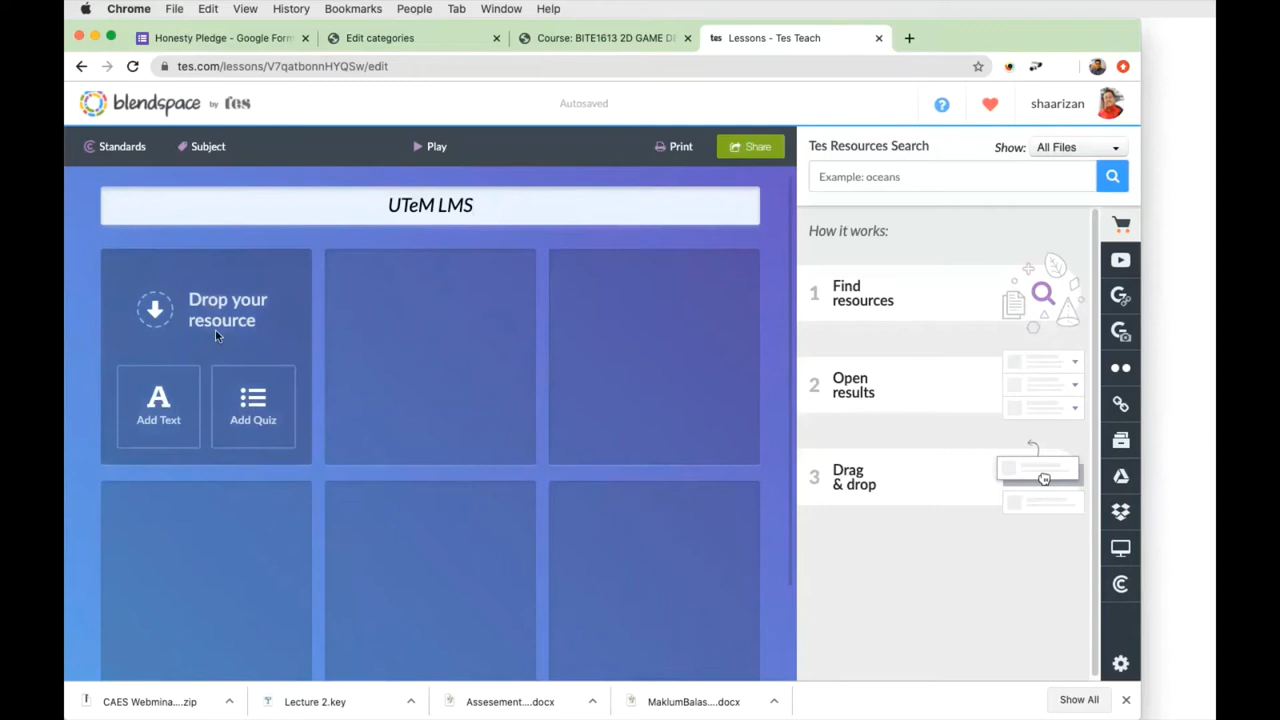 Chrome File Edit View History Bookmarks People Tab Window Help
Honesty Pledge - Google Form × Edit categories × Course: BITE1613 2D GAME DE × tes Lessons - Tes Teach × +
tes.com/lessons/V7qatbonnHYQSw/edit
blendspace by tes Autosaved ? shaarizan
Standards Subject Play Print Share
Tes Resources Search Show: All Files
Example: oceans
UTeM LMS
How it works:
Drop your
resource
A Add Text
Add Quiz
1 Find
resources
2 Open
results
3 Drag
& drop
CAES Webmina....zip Lecture 2.key Assesement....docx MaklumBalas....docx Show All